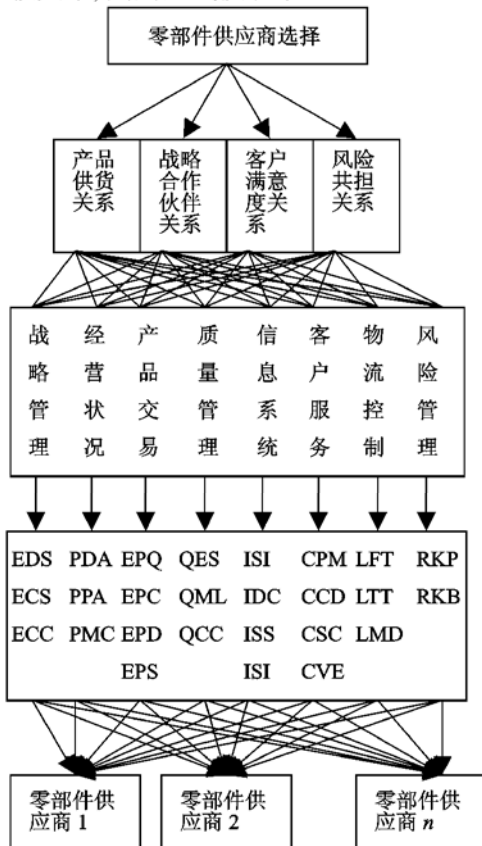 零部件供应商选择
产品
供货
关系
战略
合作
伙伴
关系
客户
满意
度关
系
风险
共担
关系
战略管理
经营状况
产品交易
质量管理
信息系统
客户服务
物流控制
风险管理
EDS PDA EPQ QES ISI CPM LFT RKP
ECS PPA EPC QML IDC CCD LTT RKB
ECC PMC EPD QCC ISS CSC LMD
EPS ISI CVE
零部件供
应商 1
零部件供
应商 2
零部件供
应商 n